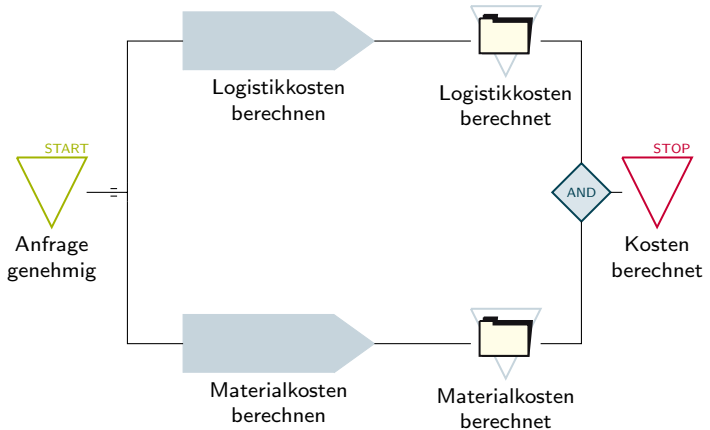 Logistikkosten
berechnen
Logistikkosten
berechnet
START
Anfrage
genehmig
AND
STOP
Kosten
berechnet
Materialkosten
berechnen
Materialkosten
berechnet